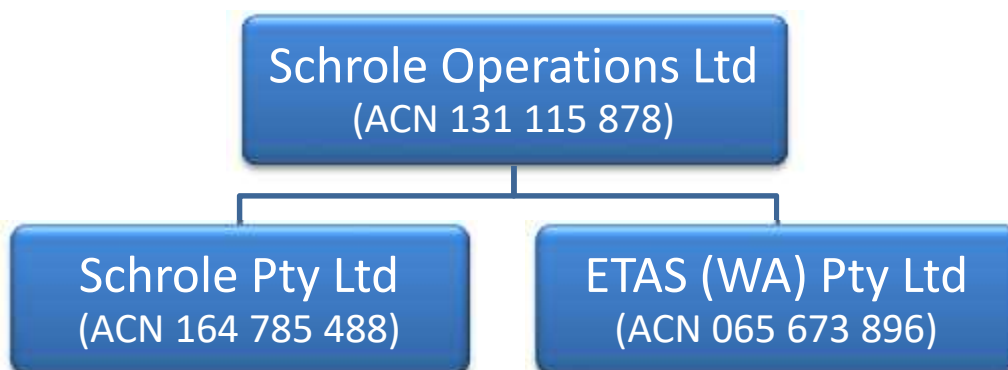 Schrole Operations Ltd
(ACN 131 115 878)
Schrole Pty Ltd
(ACN 164 785 488)
ETAS (WA) Pty Ltd
(ACN 065 673 896)